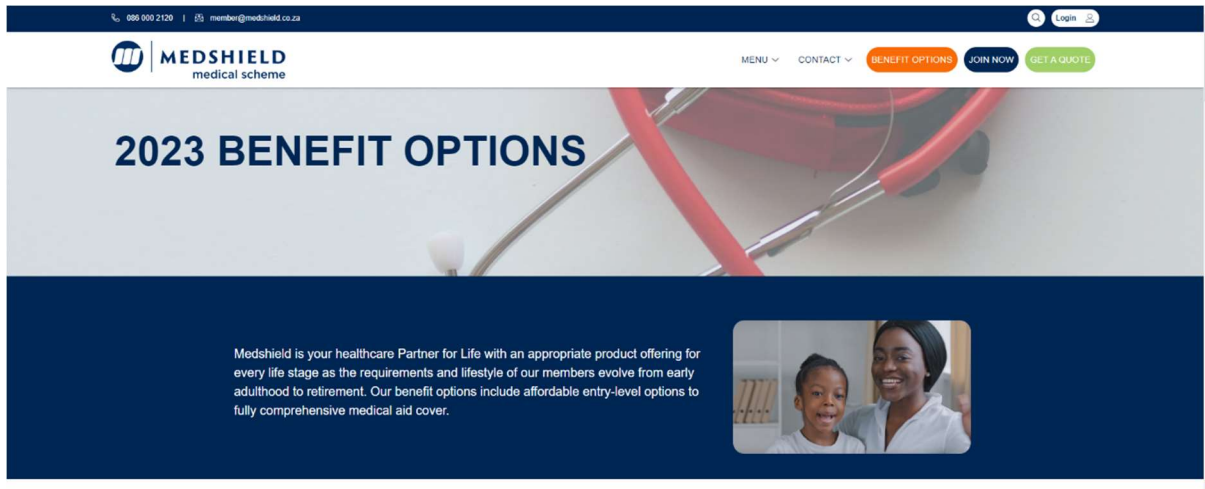 086 000 2120 | member@medshield.co.za
Login
MEDSHIELD
medical scheme
MENU
CONTACT
BENEFIT OPTIONS
JOIN NOW
GET A QUOTE
2023 BENEFIT OPTIONS
Medshield is your healthcare Partner for Life with an appropriate product offering for
every life stage as the requirements and lifestyle of our members evolve from early
adulthood to retirement. Our benefit options include affordable entry-level options to
fully comprehensive medical aid cover.